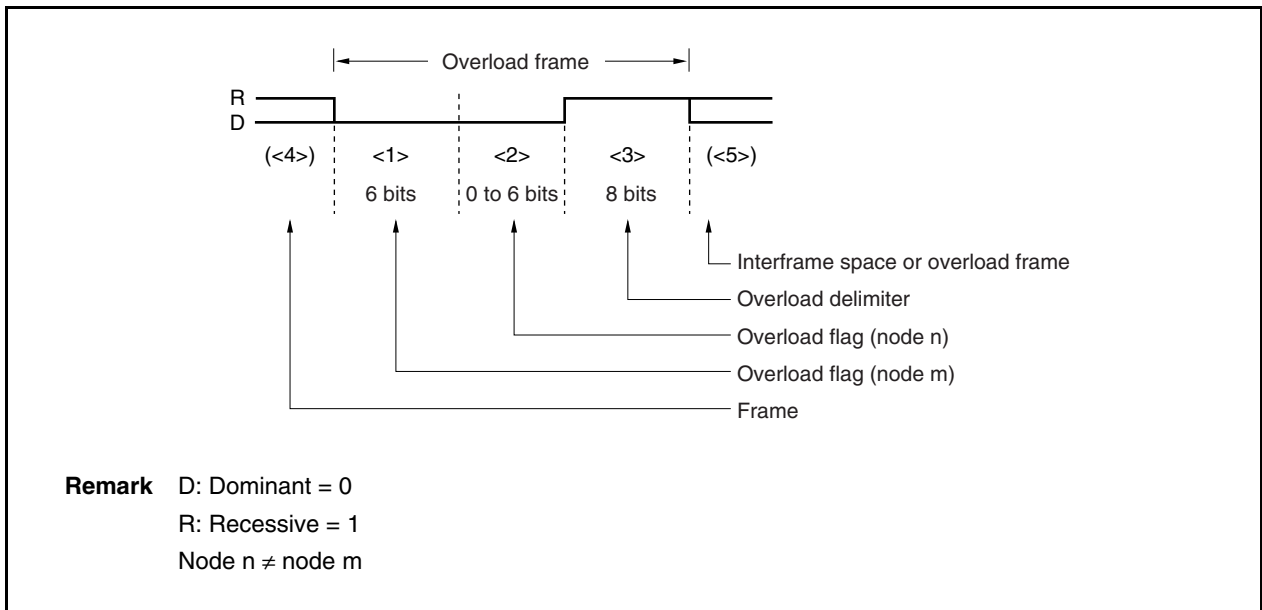 Overload frame
R
D
(<4>) <1> <2> <3> (<5>)
6 bits 0 to 6 bits 8 bits
Interframe space or overload frame
Overload delimiter
Overload flag (node n)
Overload flag (node m)
Frame
Remark D: Dominant = 0
R: Recessive = 1
Node n ≠ node m